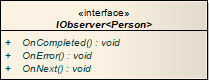 «interface»
IObserver<Person>
+ OnCompleted() : void
+ OnError() : void
+ OnNext() : void